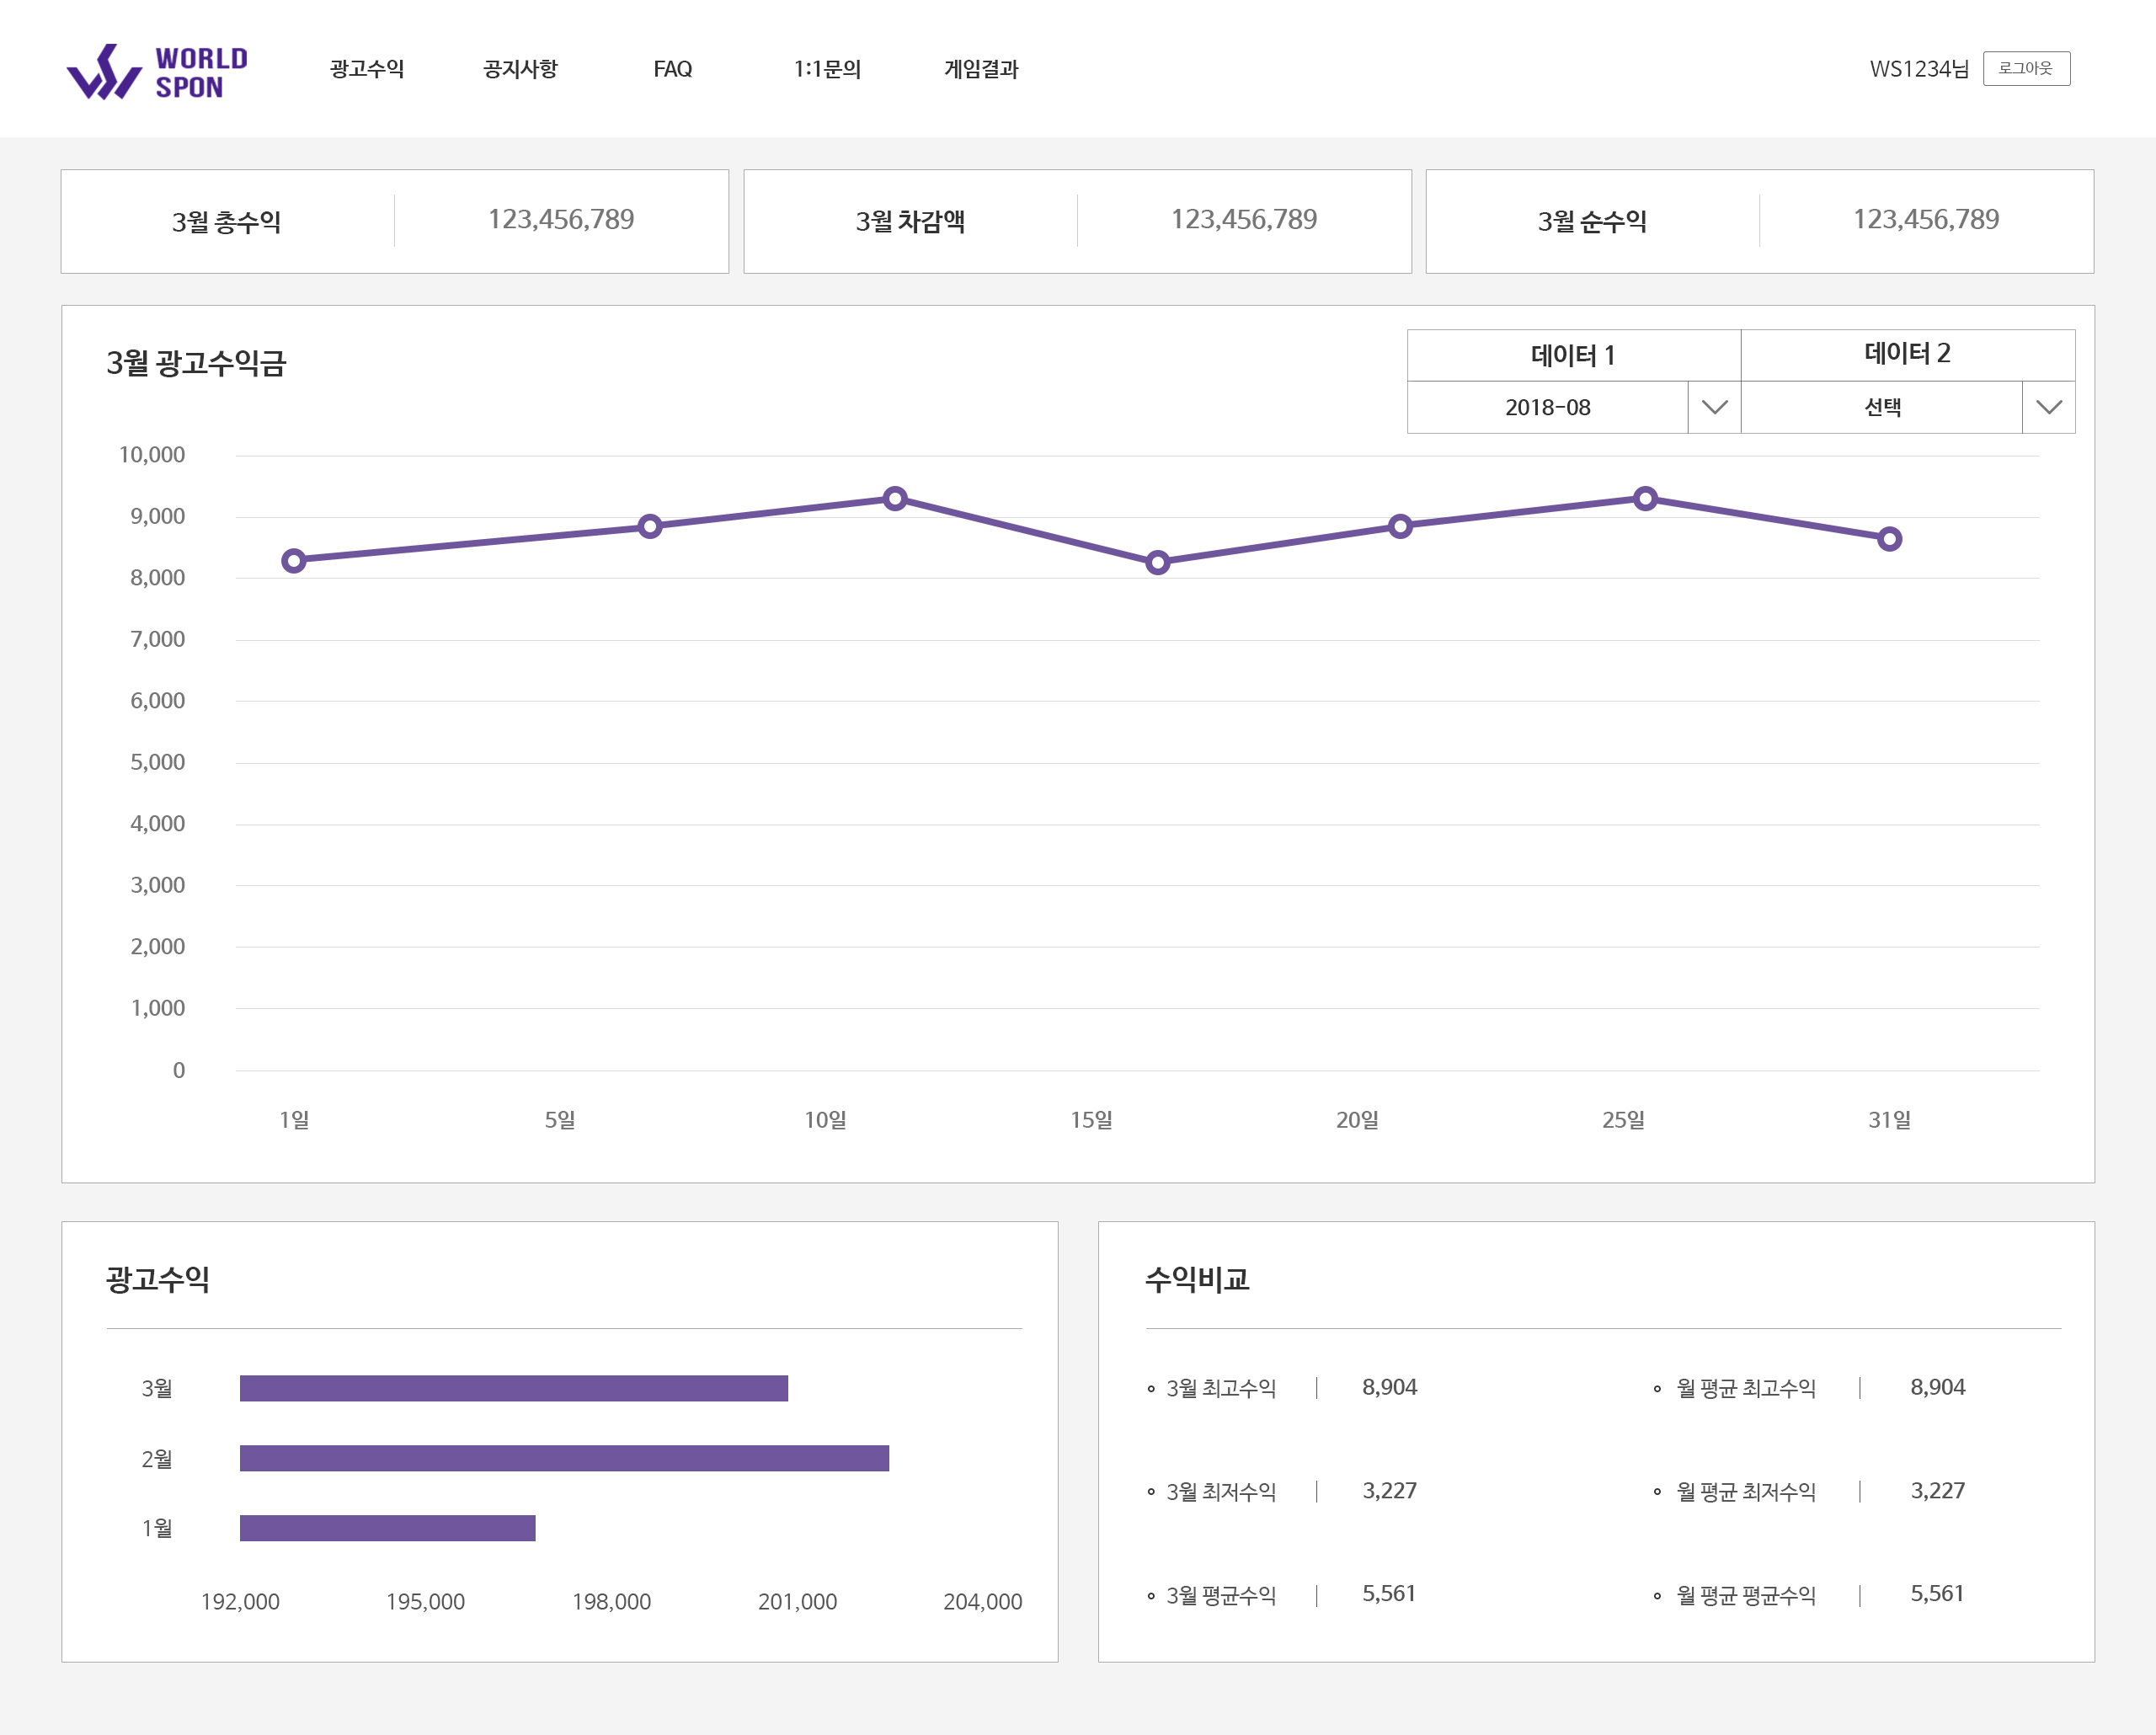 WORLD
SPON
광고수익 공지사항 FAQ 1:1문의 게임결과
WS1234님 로그아웃
3월 총수익 123,456,789
3월 차감액 123,456,789
3월 순수익 123,456,789
3월 광고수익금
데이터 1 데이터 2
2018-08 선택
10,000
9,000
8,000
7,000
6,000
5,000
4,000
3,000
2,000
1,000
0
1일 5일 10일 15일 20일 25일 31일
광고수익
3월
2월
1월
192,000 195,000 198,000 201,000 204,000
수익비교
3월 최고수익 8,904 월 평균 최고수익 8,904
3월 최저수익 3,227 월 평균 최저수익 3,227
3월 평균수익 5,561 월 평균 평균수익 5,561